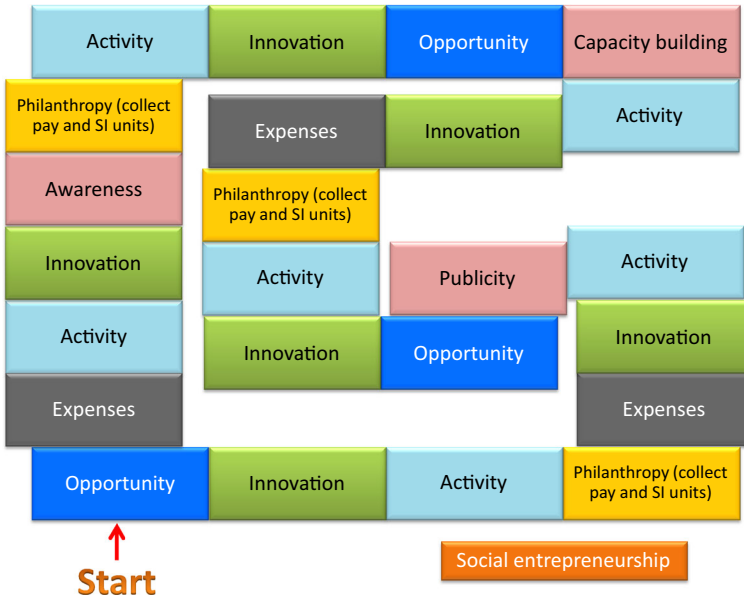 Activity
Innovation
Opportunity
Capacity building
Philanthropy (collect
pay and SI units)
Expenses
Innovation
Activity
Awareness
Philanthropy (collect
pay and SI units)
Innovation
Activity
Publicity
Activity
Activity
Innovation
Opportunity
Innovation
Expenses
Expenses
Opportunity
Innovation
Activity
Philanthropy (collect
pay and SI units)
Start
Social entrepreneurship